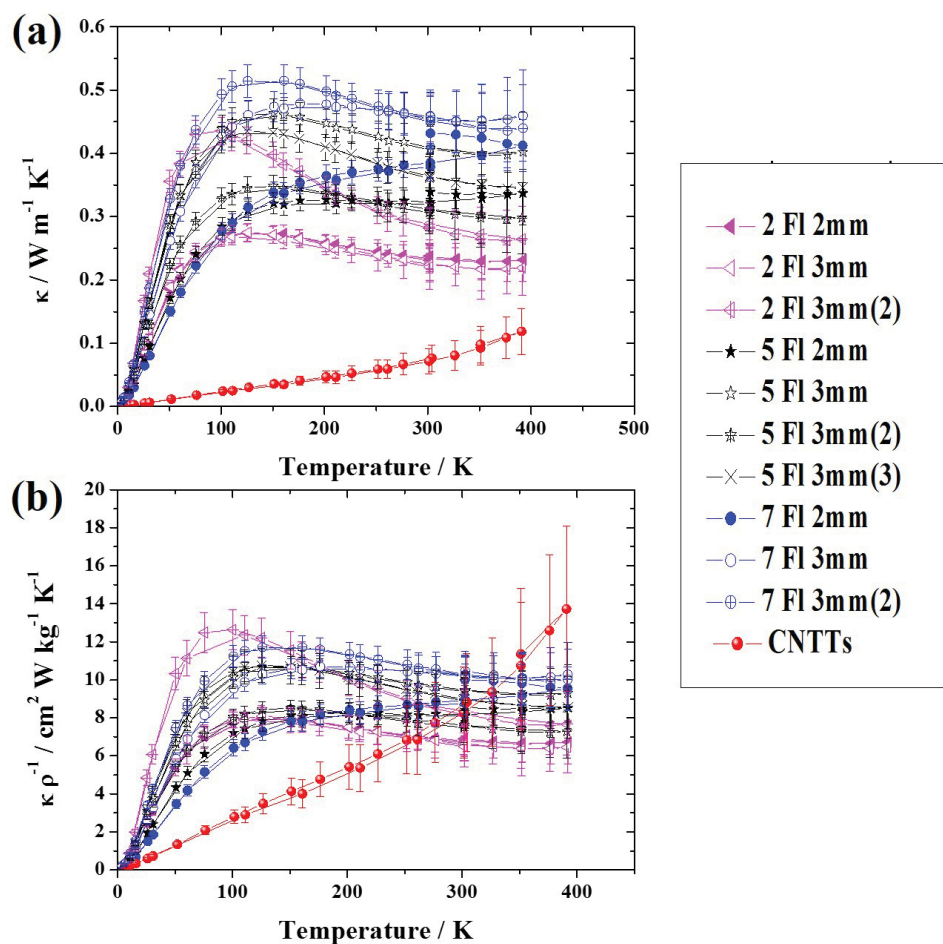 (a)
0.6
0.5
0.4
0.3
0.2
0.1
0.0
κ / W m⁻¹ K⁻¹
0 100 200 300 400 500
Temperature / K
(b)
20
18
16
14
12
10
8
6
4
2
0
κ ρ⁻¹ / cm² W kg⁻¹ K⁻¹
0 100 200 300 400
Temperature / K
2 Fl 2mm
2 Fl 3mm
2 Fl 3mm(2)
5 Fl 2mm
5 Fl 3mm
5 Fl 3mm(2)
5 Fl 3mm(3)
7 Fl 2mm
7 Fl 3mm
7 Fl 3mm(2)
CNTTs